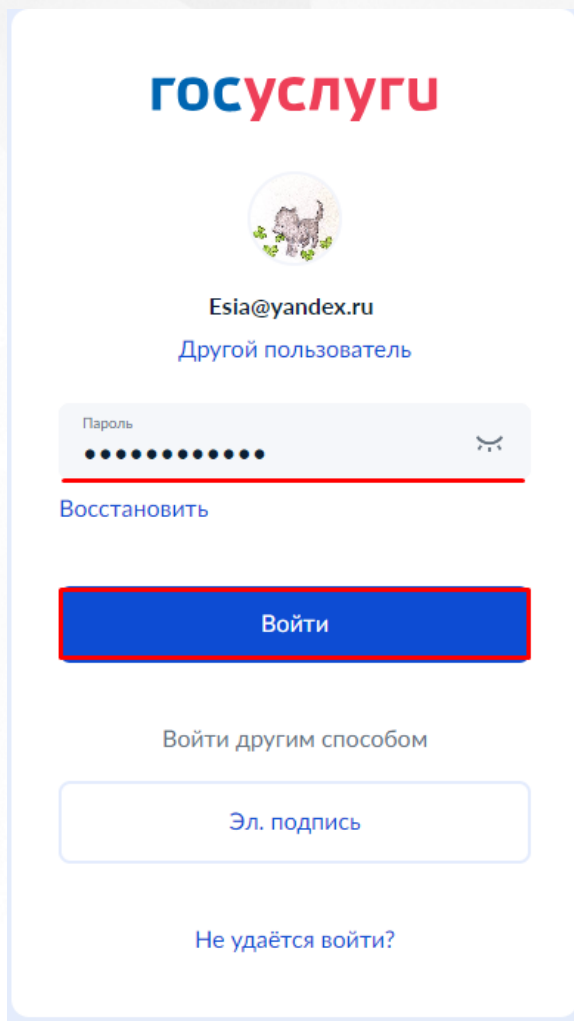 госуслуги
Esia@yandex.ru
Другой пользователь
Пароль
••••••••••••
Восстановить
Войти
Войти другим способом
Эл. подпись
Не удаётся войти?